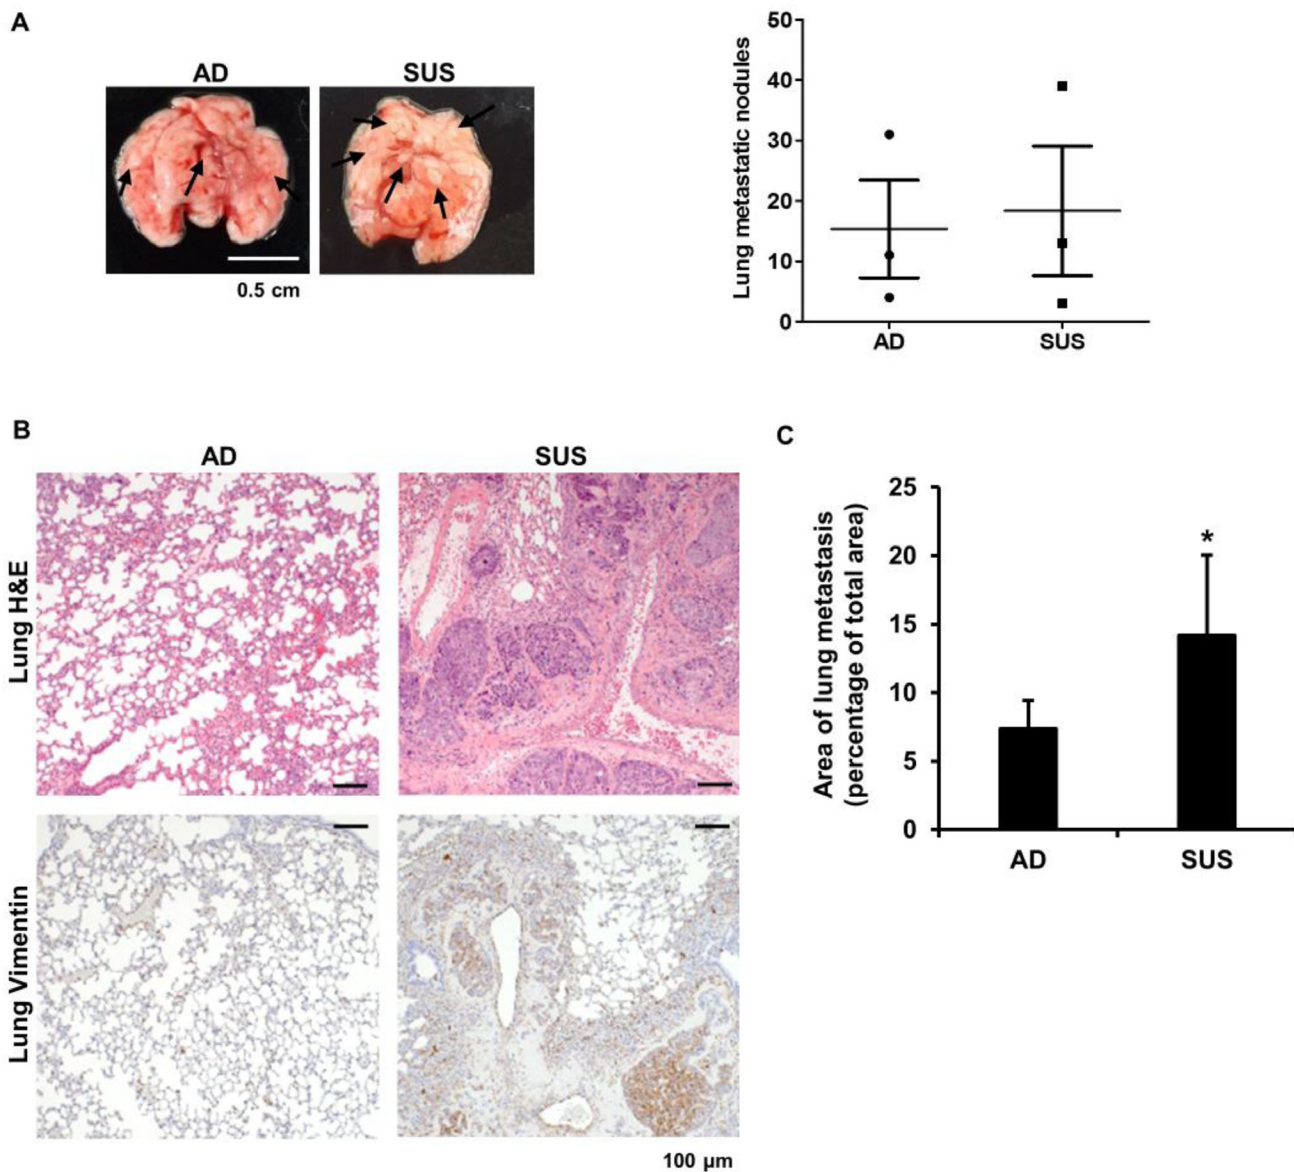 A
AD
SUS
0.5 cm
Lung metastatic nodules
50
40
30
20
10
0
AD
SUS
B
AD
SUS
Lung H&E
Lung Vimentin
100 μm
C
Area of lung metastasis
(percentage of total area)
25
20
15
10
5
0
*
AD
SUS